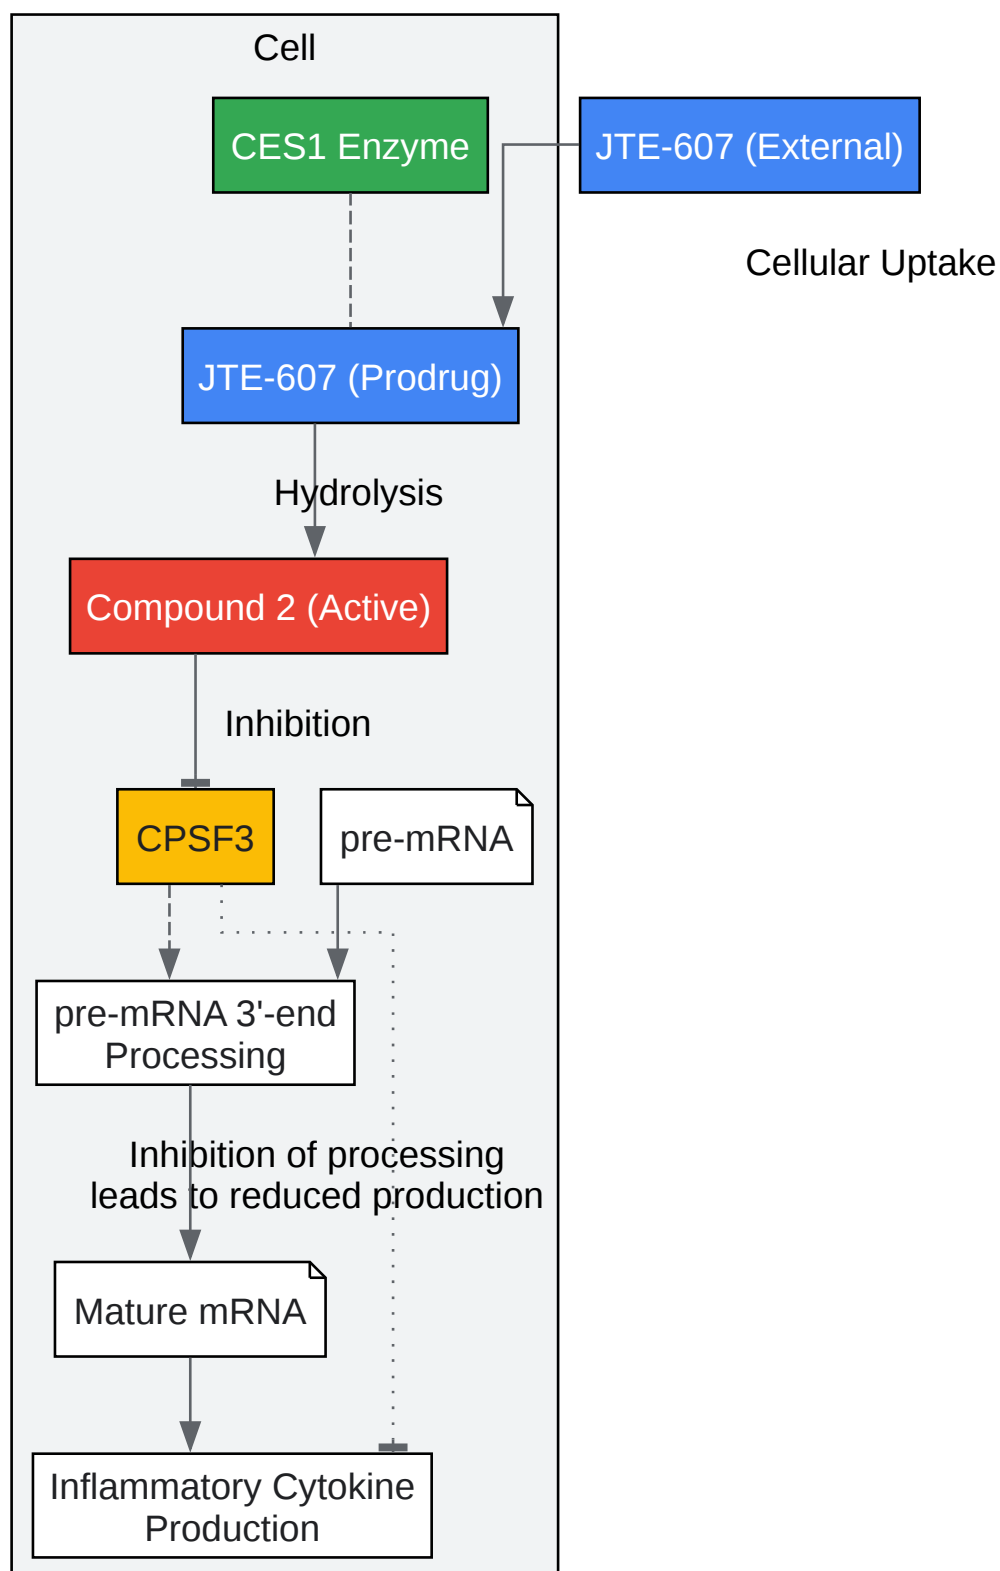 Cell
CES1 Enzyme
JTE-607 (External)
Cellular Uptake
JTE-607 (Prodrug)
Hydrolysis
Compound 2 (Active)
Inhibition
CPSF3
pre-mRNA
pre-mRNA 3'-end
Processing
Inhibition of processing
leads to reduced production
Mature mRNA
Inflammatory Cytokine
Production